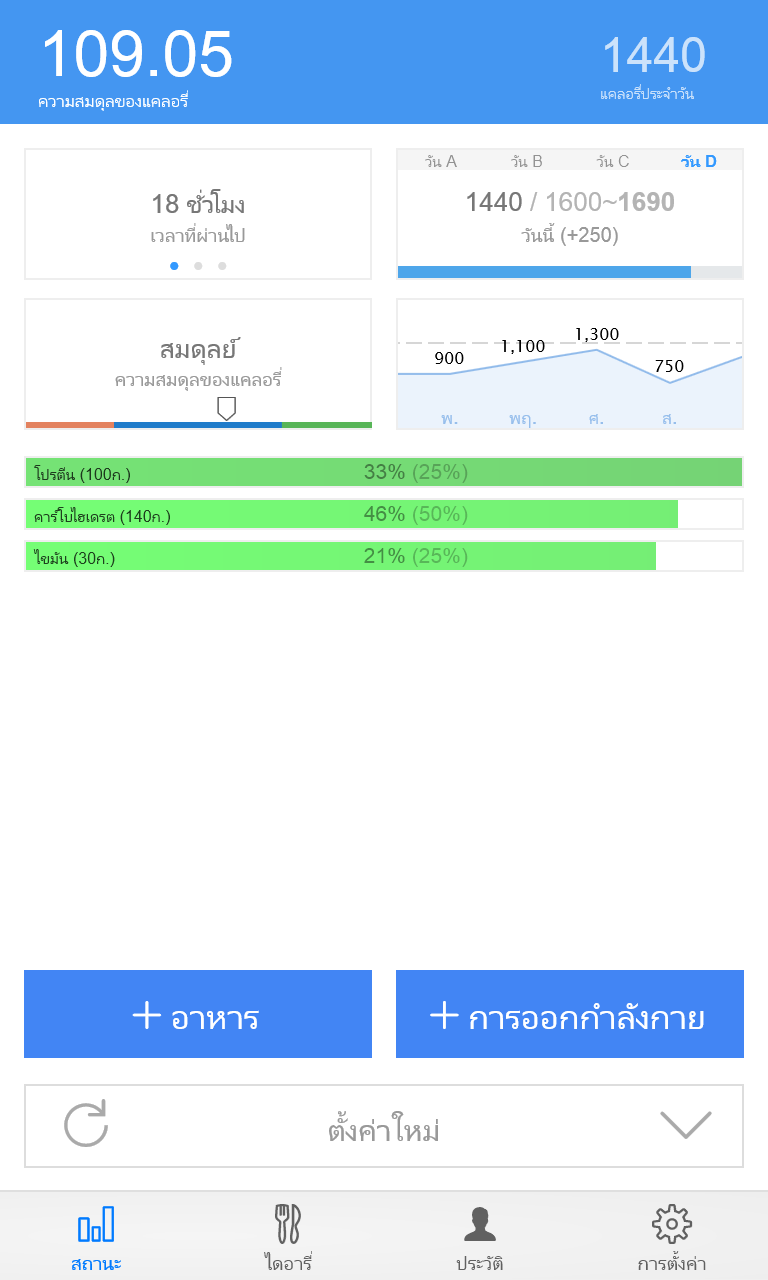 109.05
ความสมดุลของแคลอรี่
1440
แคลอรี่ประจำวัน
18 ชั่วโมง
เวลาที่ผ่านไป
วัน A วัน B วัน C วัน D
1440 / 1600~1690
วันนี้ (+250)
สมดุลย์
ความสมดุลของแคลอรี่
900 1,100 1,300 750
พ. พฤ. ศ. ส.
โปรตีน (100ก.) 33% (25%)
คาร์โบไฮเดรต (140ก.) 46% (50%)
ไขมัน (30ก.) 21% (25%)
+ อาหาร
+ การออกกำลังกาย
ตั้งค่าใหม่
สถานะ ไดอารี่ ประวัติ การตั้งค่า